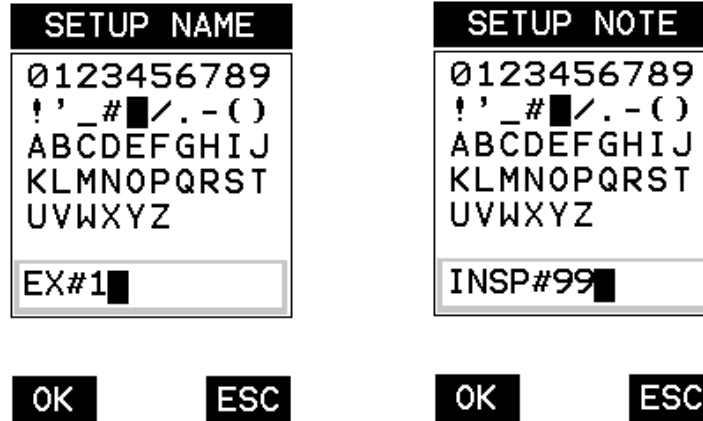 SETUP NAME
0123456789
!'_#█/.-()
ABCDEFGHIJ
KLMNOPQRST
UVWXYZ
EX#1
OK ESC
SETUP NOTE
0123456789
!'_#█/.-()
ABCDEFGHIJ
KLMNOPQRST
UVWXYZ
INSP#99
OK ESC